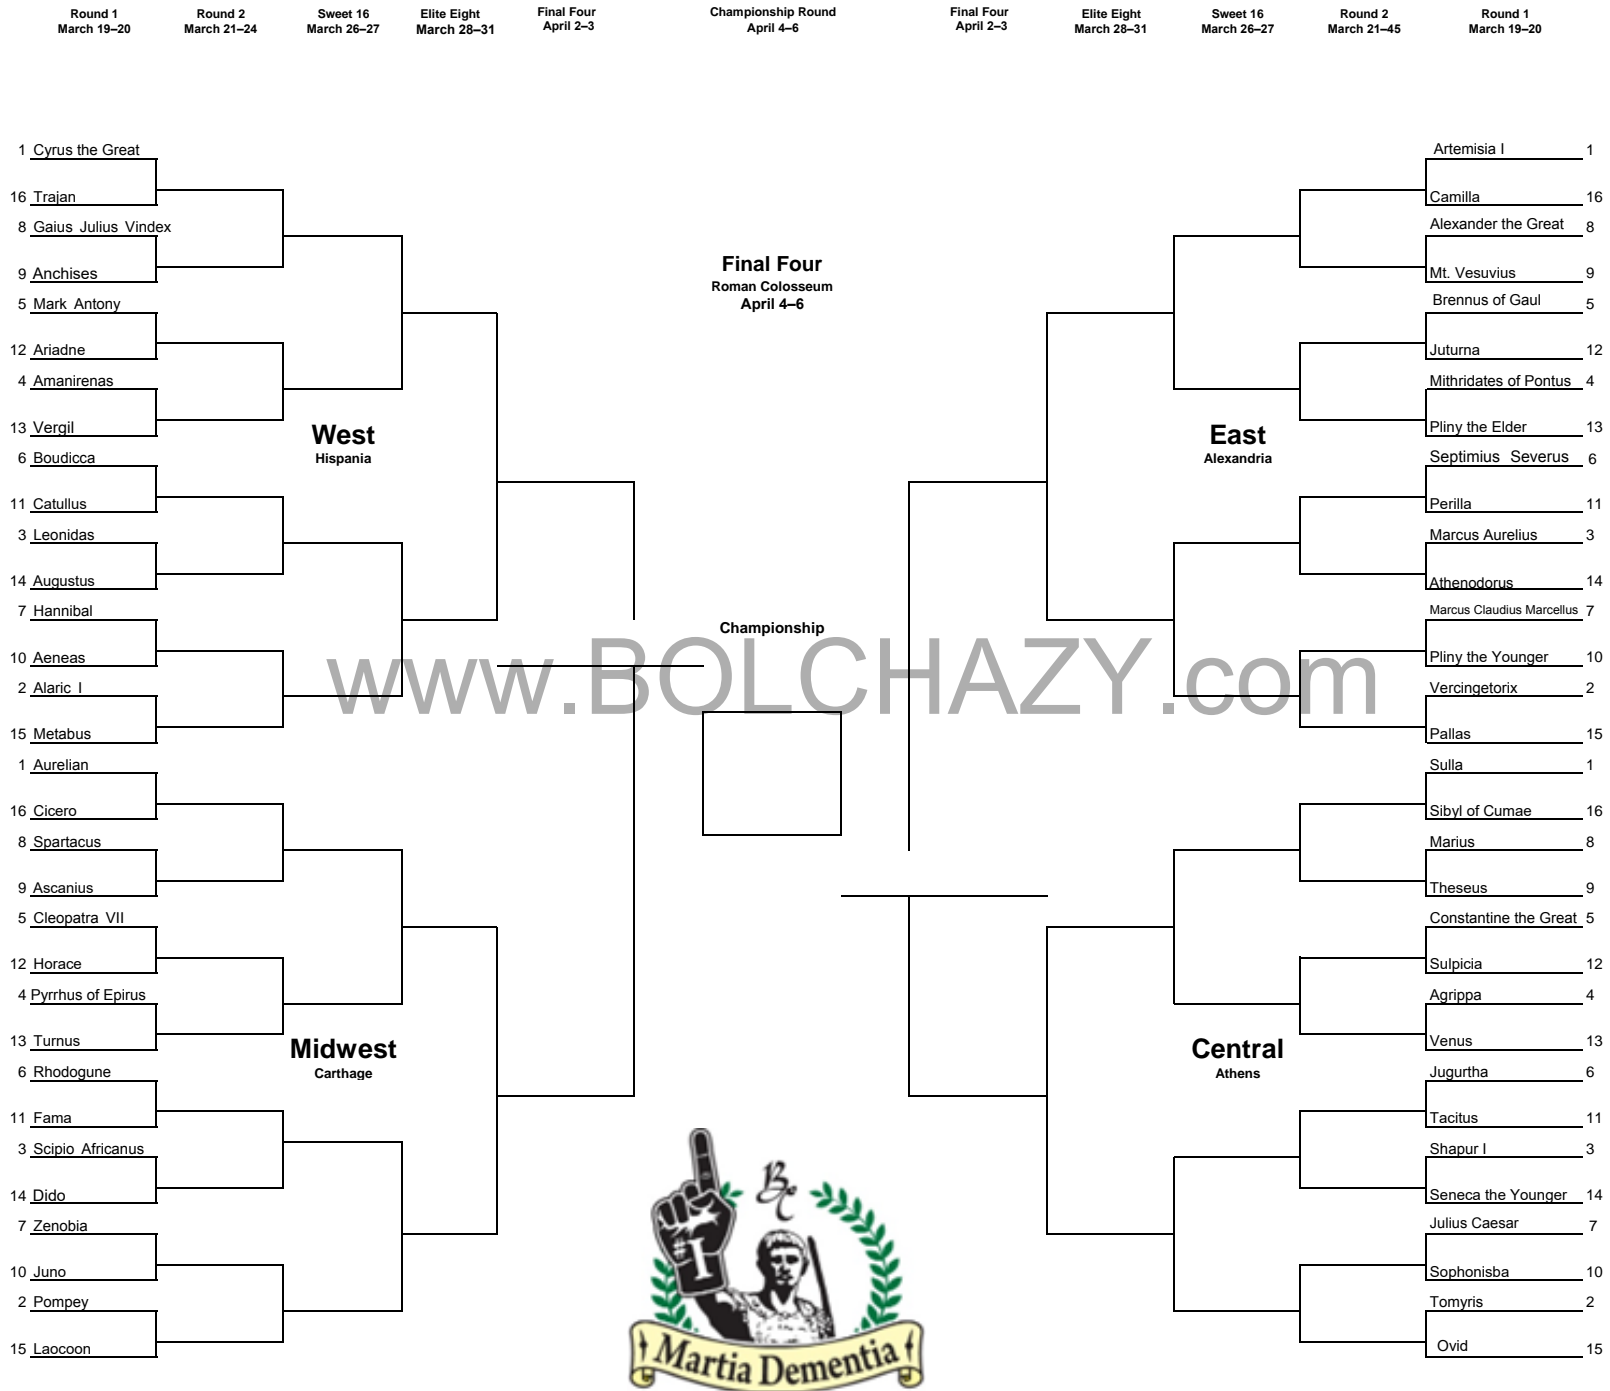 Round 1
March 19–20
Round 2
March 21–24
Sweet 16
March 26–27
Elite Eight
March 28–31
Final Four
April 2–3
Championship Round
April 4–6
Final Four
April 2–3
Elite Eight
March 28–31
Sweet 16
March 26–27
Round 2
March 21–45
Round 1
March 19–20
1 Cyrus the Great
16 Trajan
8 Gaius Julius Vindex
9 Anchises
5 Mark Antony
12 Ariadne
4 Amanirenas
13 Vergil
6 Boudicca
11 Catullus
3 Leonidas
14 Augustus
7 Hannibal
10 Aeneas
2 Alaric I
15 Metabus
West
Hispania
1 Aurelian
16 Cicero
8 Spartacus
9 Ascanius
5 Cleopatra VII
12 Horace
4 Pyrrhus of Epirus
13 Turnus
6 Rhodogune
11 Fama
3 Scipio Africanus
14 Dido
7 Zenobia
10 Juno
2 Pompey
15 Laocoon
Midwest
Carthage
Final Four
Roman Colosseum
April 4–6
Championship
www.BOLCHAZY.com
Artemisia I 1
Camilla 16
Alexander the Great 8
Mt. Vesuvius 9
Brennus of Gaul 5
Juturna 12
Mithridates of Pontus 4
Pliny the Elder 13
Septimius Severus 6
Perilla 11
Marcus Aurelius 3
Athenodorus 14
Marcus Claudius Marcellus 7
Pliny the Younger 10
Vercingetorix 2
Pallas 15
East
Alexandria
Sulla 1
Sibyl of Cumae 16
Marius 8
Theseus 9
Constantine the Great 5
Sulpicia 12
Agrippa 4
Venus 13
Jugurtha 6
Tacitus 11
Shapur I 3
Seneca the Younger 14
Julius Caesar 7
Sophonisba 10
Tomyris 2
Ovid 15
Central
Athens
B C
#I
Martia Dementia